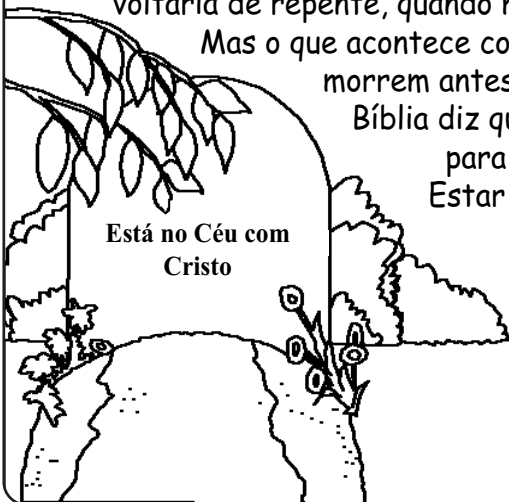 voltaria de repente, quando
Mas o que acontece
morrem antes
Bíblia diz
para
Estar
Está no Céu com
Cristo